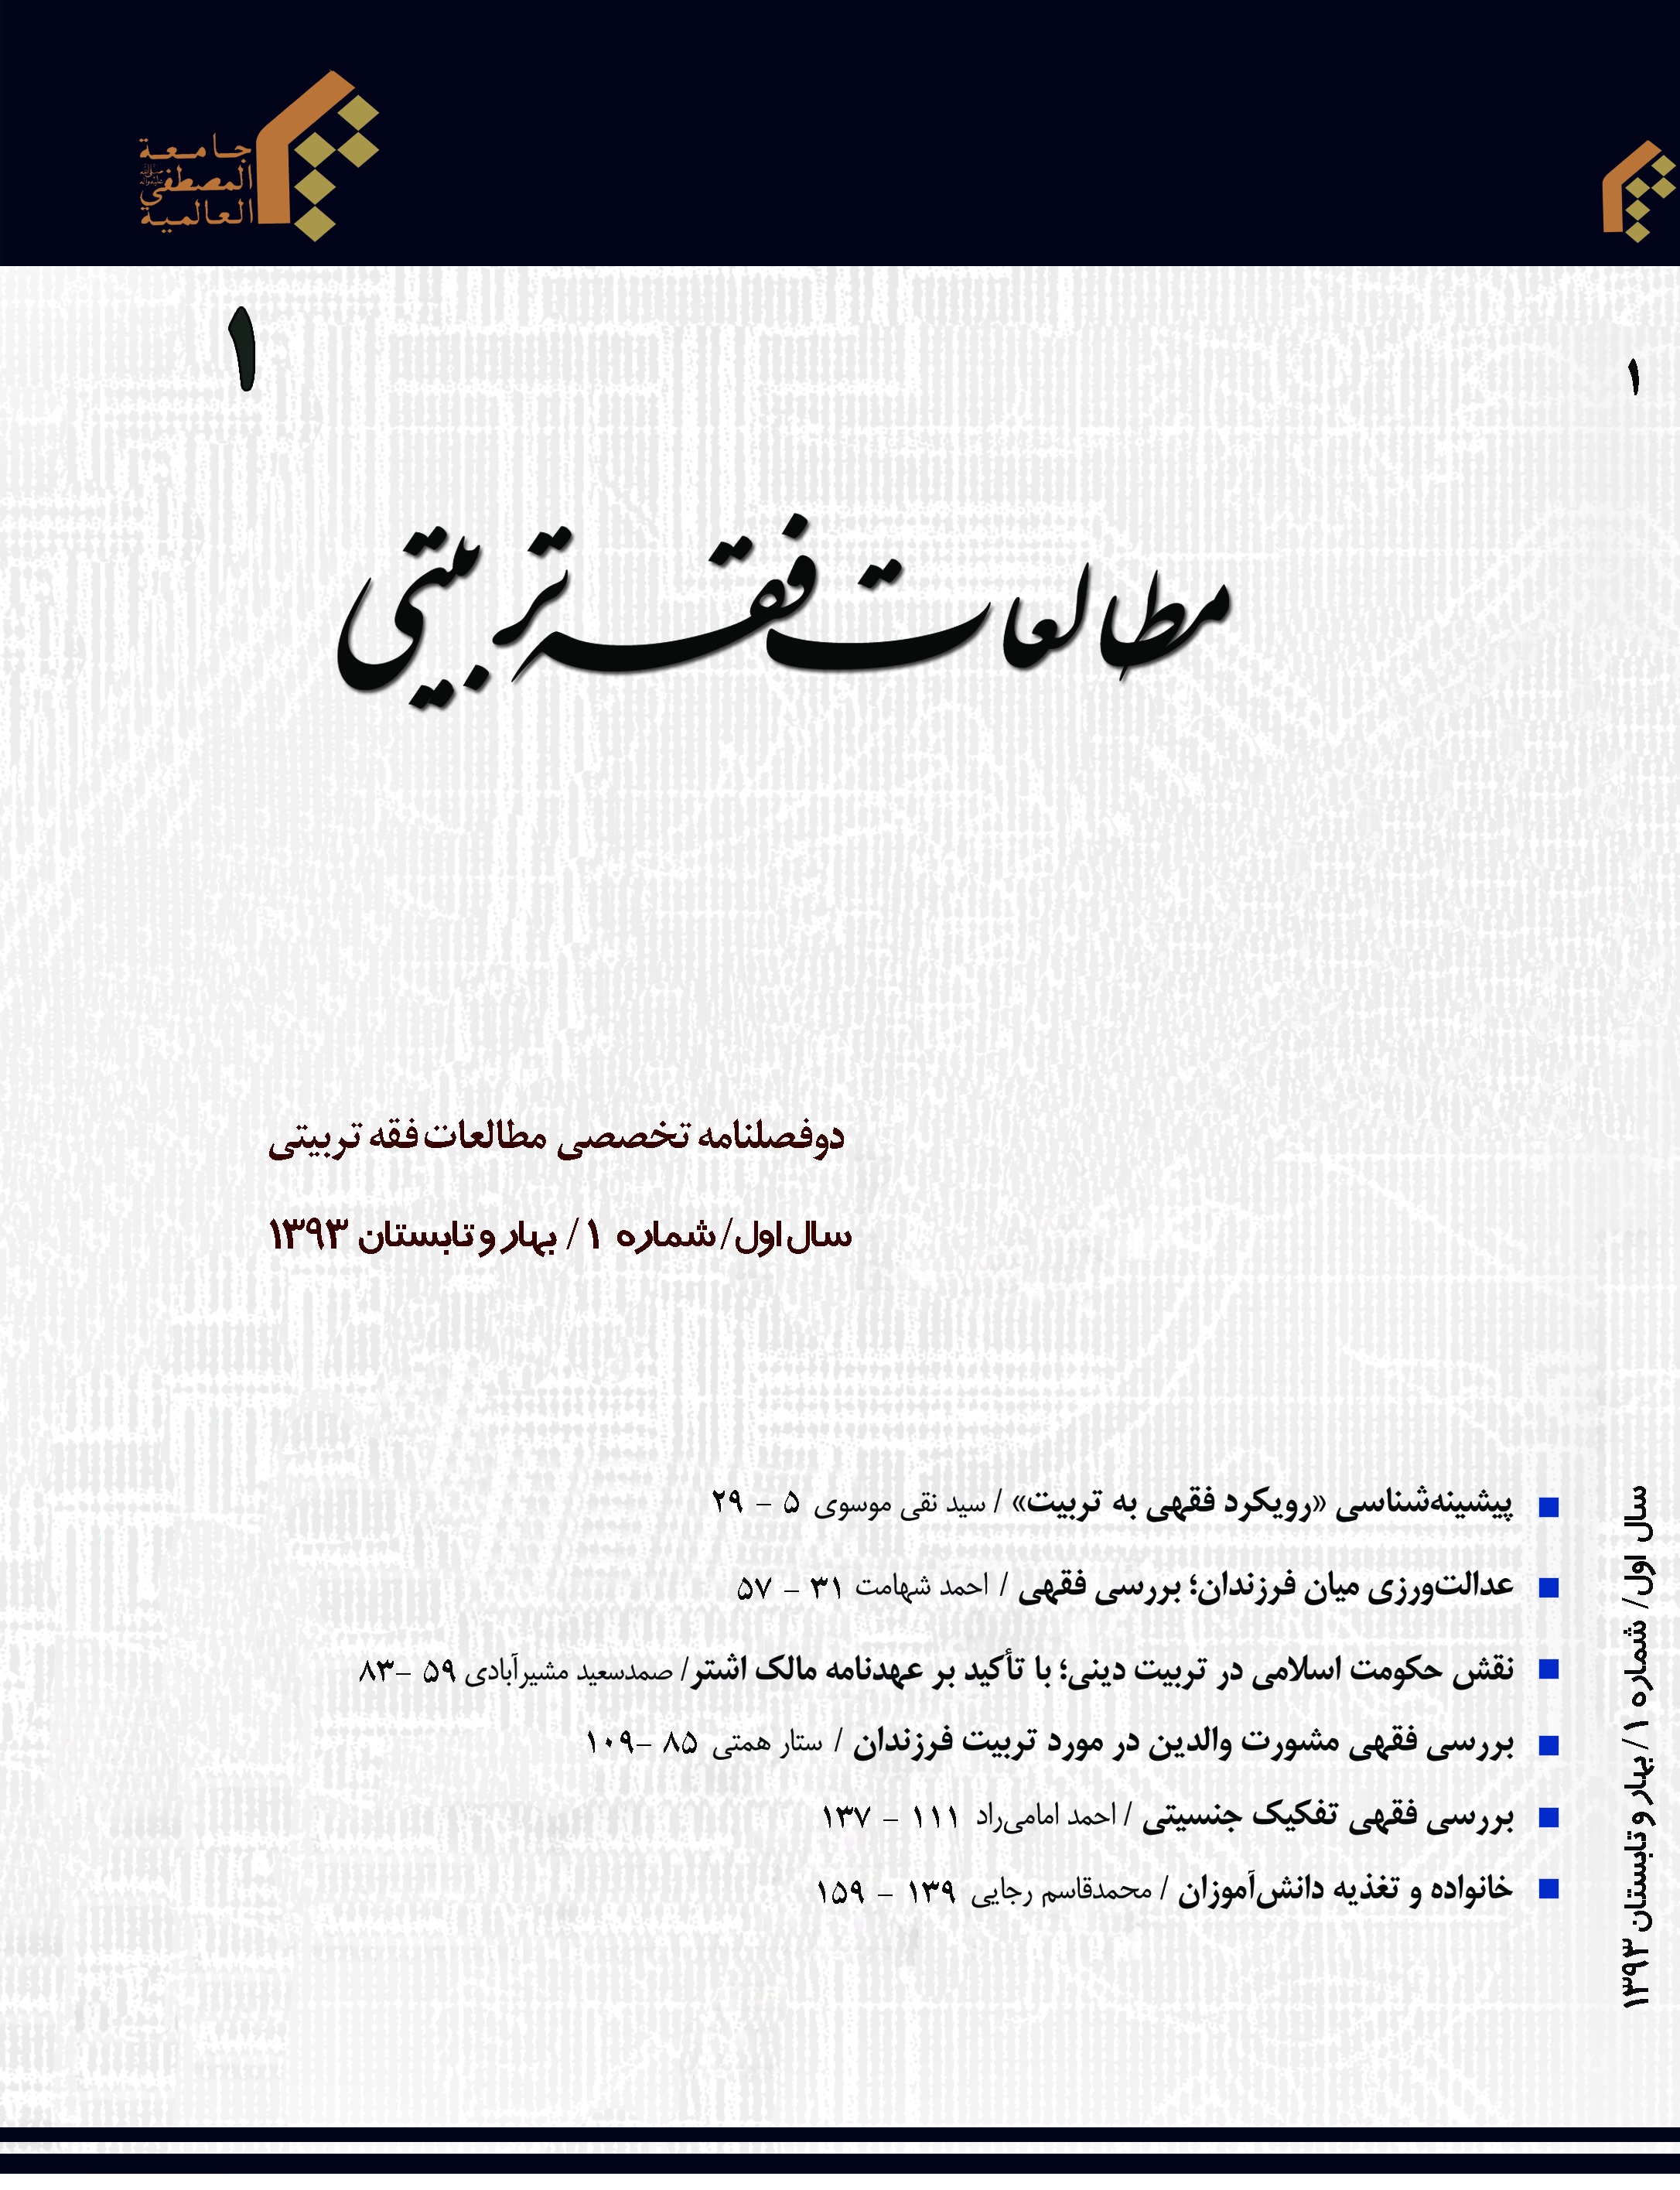 جامعة
المصطفی
العالمیة
۱
۱
مطالعات فقه تربیتی
دوفصلنامه تخصصی مطالعات فقه تربیتی
سال اول/ شماره ۱ / بهار و تابستان ۱۳۹۳
پیشینه‌شناسی «رویکرد فقهی به تربیت» / سید نقی موسوی ۵ – ۲۹
عدالت‌ورزی میان فرزندان؛ بررسی فقهی / احمد شهامت ۳۱ – ۵۷
نقش حکومت اسلامی در تربیت دینی؛ با تأکید بر عهدنامه مالک اشتر/ صمدسعید مشیرآبادی ۵۹ –۸۳
بررسی فقهی مشورت والدین در مورد تربیت فرزندان / ستار همتی ۸۵ –۱۰۹
بررسی فقهی تفکیک جنسیتی / احمد امامی‌راد ۱۱۱ – ۱۳۷
خانواده و تغذیه دانش‌آموزان / محمدقاسم رجایی ۱۳۹ – ۱۵۹
سال اول/ شماره ۱ / بهار و تابستان ۱۳۹۳